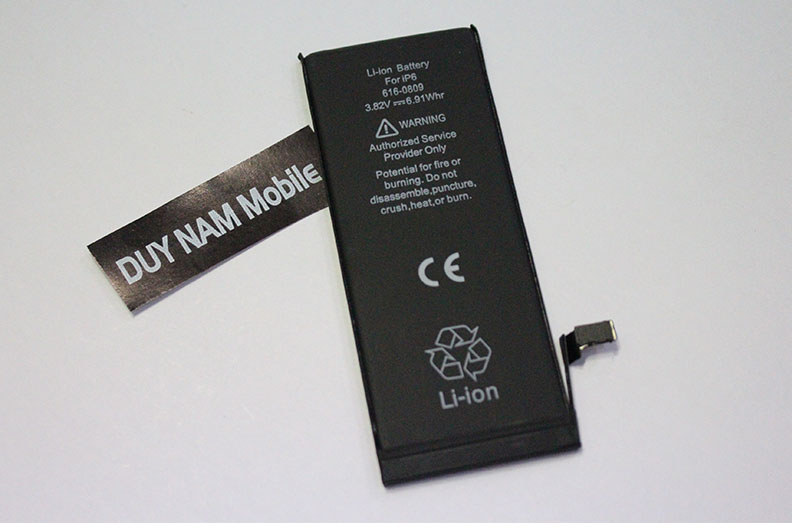 Li-ion Battery
For iP6
616-0809
3.82V⎓6.91Whr
WARNING
Authorized Service
Provider Only
Potential for fire or
burning. Do not
disassemble,puncture,
crush,heat,or burn.
CE
Li-ion
DUY NAM Mobile